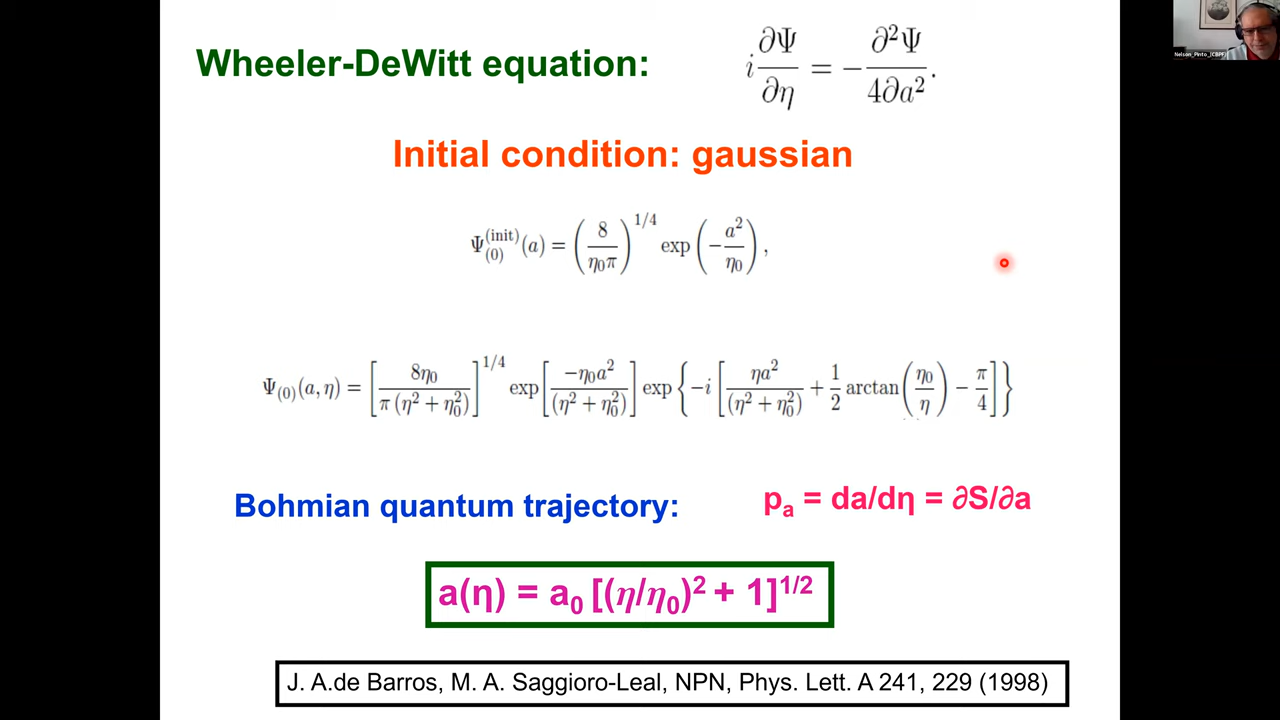 Wheeler-DeWitt equation: i ∂Ψ/∂η = − ∂²Ψ/4∂a².
Initial condition: gaussian
Ψ₍₀₎^(init)(a) = (8/η₀π)^1/4 exp(−a²/η₀),
Ψ₍₀₎(a, η) = [8η₀/π(η² + η₀²)]^1/4 exp[−η₀a²/(η² + η₀²)] exp{−i[ηa²/(η² + η₀²) + 1/2 arctan(η₀/η) − π/4]}
Bohmian quantum trajectory: pₐ = da/dη = ∂S/∂a
a(η) = a₀ [(η/η₀)² + 1]^1/2
J. A.de Barros, M. A. Saggioro-Leal, NPN, Phys. Lett. A 241, 229 (1998)